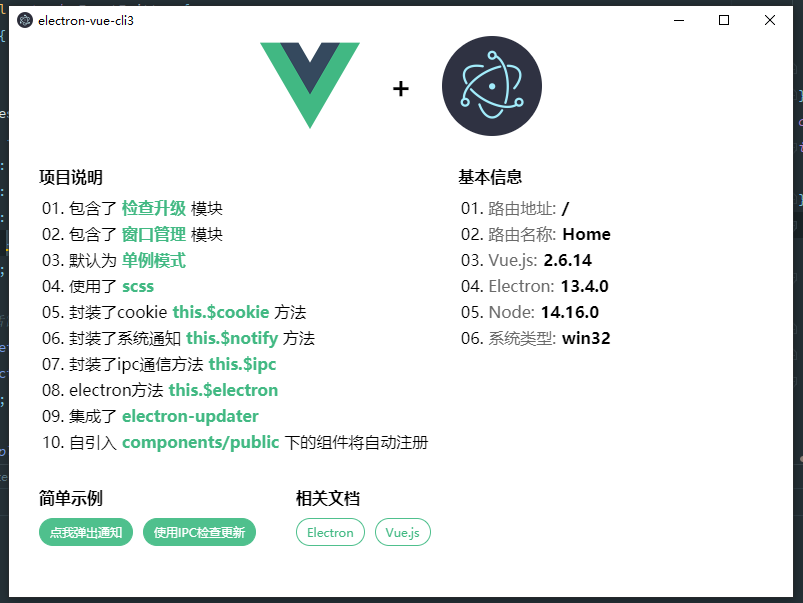 electron-vue-cli3
+
项目说明
01. 包含了 检查升级 模块
02. 包含了 窗口管理 模块
03. 默认为 单例模式
04. 使用了 scss
05. 封装了cookie this.$cookie 方法
06. 封装了系统通知 this.$notify 方法
07. 封装了ipc通信方法 this.$ipc
08. electron方法 this.$electron
09. 集成了 electron-updater
10. 自引入 components/public 下的组件将自动注册
基本信息
01. 路由地址: /
02. 路由名称: Home
03. Vue.js: 2.6.14
04. Electron: 13.4.0
05. Node: 14.16.0
06. 系统类型: win32
简单示例
点我弹出通知 使用IPC检查更新
相关文档
Electron Vue.js